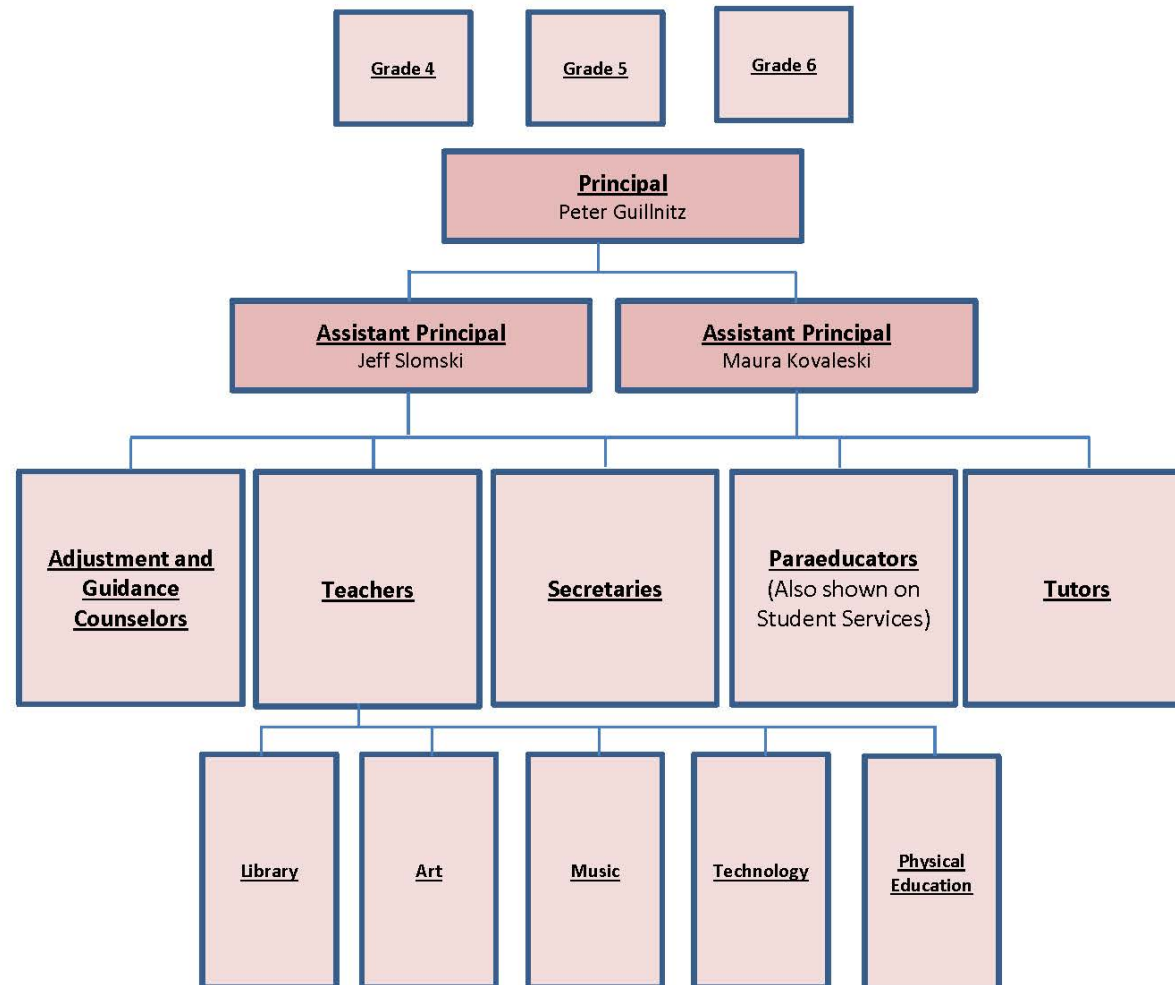 Grade 4
Grade 5
Grade 6
Principal
Peter Guillnitz
Assistant Principal
Jeff Slomski
Assistant Principal
Maura Kovaleski
Adjustment and
Guidance
Counselors
Teachers
Secretaries
Paraeducators
(Also shown on
Student Services)
Tutors
Library
Art
Music
Technology
Physical
Education